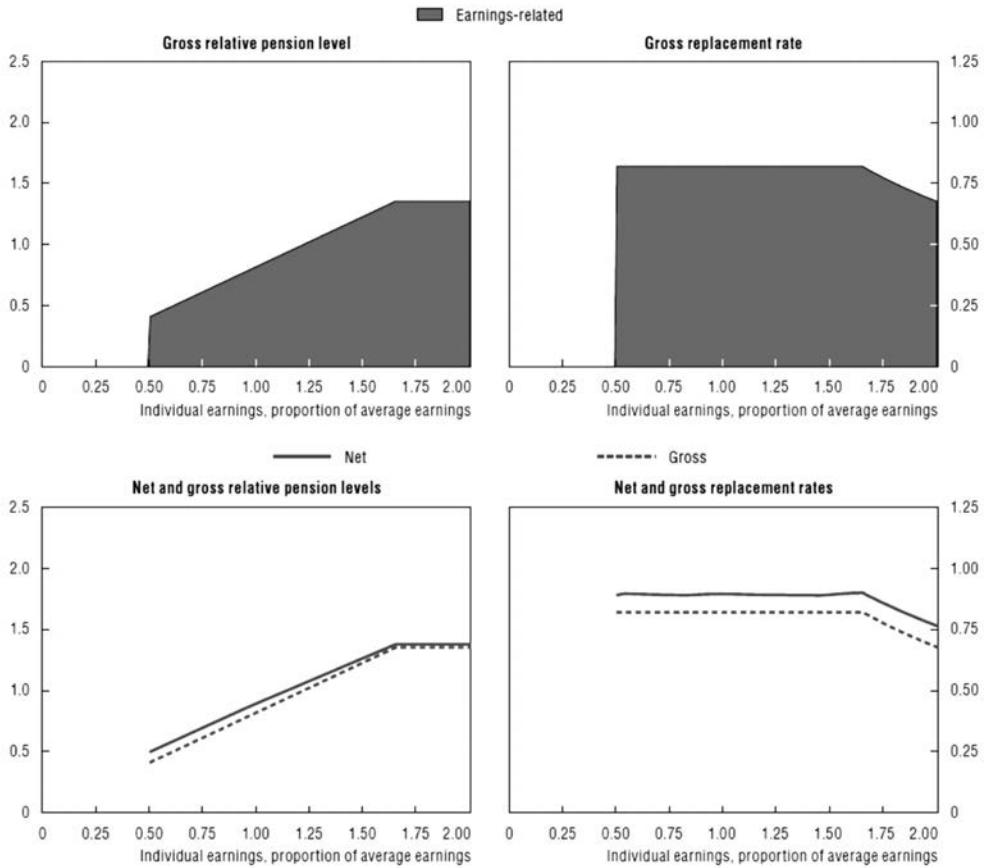 Earnings-related
Gross relative pension level
2.5
2.0
1.5
1.0
0.5
0
0 0.25 0.50 0.75 1.00 1.25 1.50 1.75 2.00
Individual earnings, proportion of average earnings
Gross replacement rate
1.25
1.00
0.75
0.50
0.25
0
0 0.25 0.50 0.75 1.00 1.25 1.50 1.75 2.00
Individual earnings, proportion of average earnings
Net Gross
Net and gross relative pension levels
2.5
2.0
1.5
1.0
0.5
0
0 0.25 0.50 0.75 1.00 1.25 1.50 1.75 2.00
Individual earnings, proportion of average earnings
Net and gross replacement rates
1.25
1.00
0.75
0.50
0.25
0
0 0.25 0.50 0.75 1.00 1.25 1.50 1.75 2.00
Individual earnings, proportion of average earnings